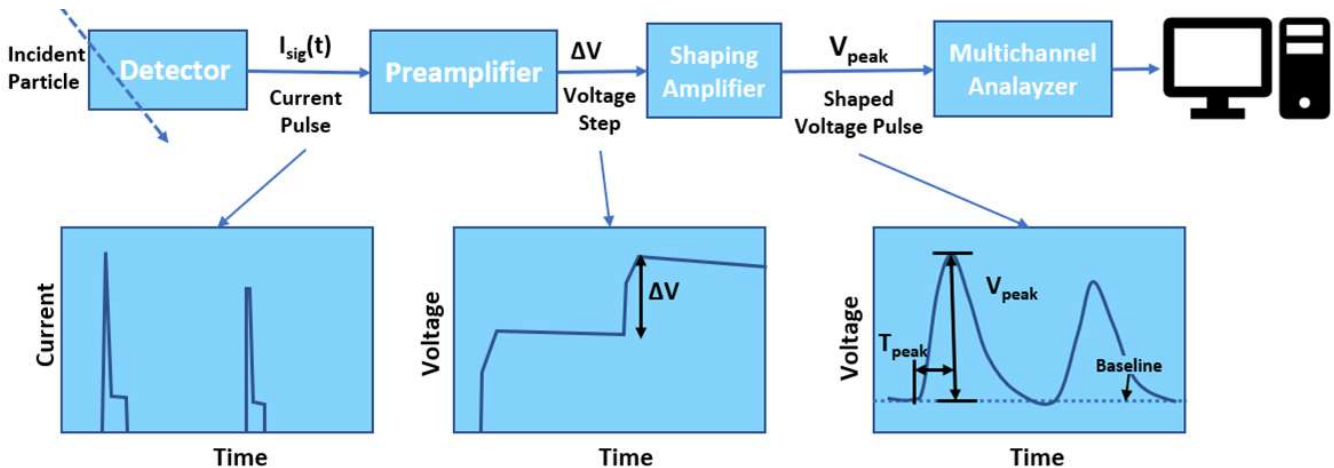 Incident
Particle
Detector
I_sig(t)
Current
Pulse
Preamplifier
ΔV
Voltage
Step
Shaping
Amplifier
V_peak
Shaped
Voltage Pulse
Multichannel
Analayzer
Current
Time
Voltage
ΔV
Time
Voltage
T_peak
V_peak
Baseline
Time